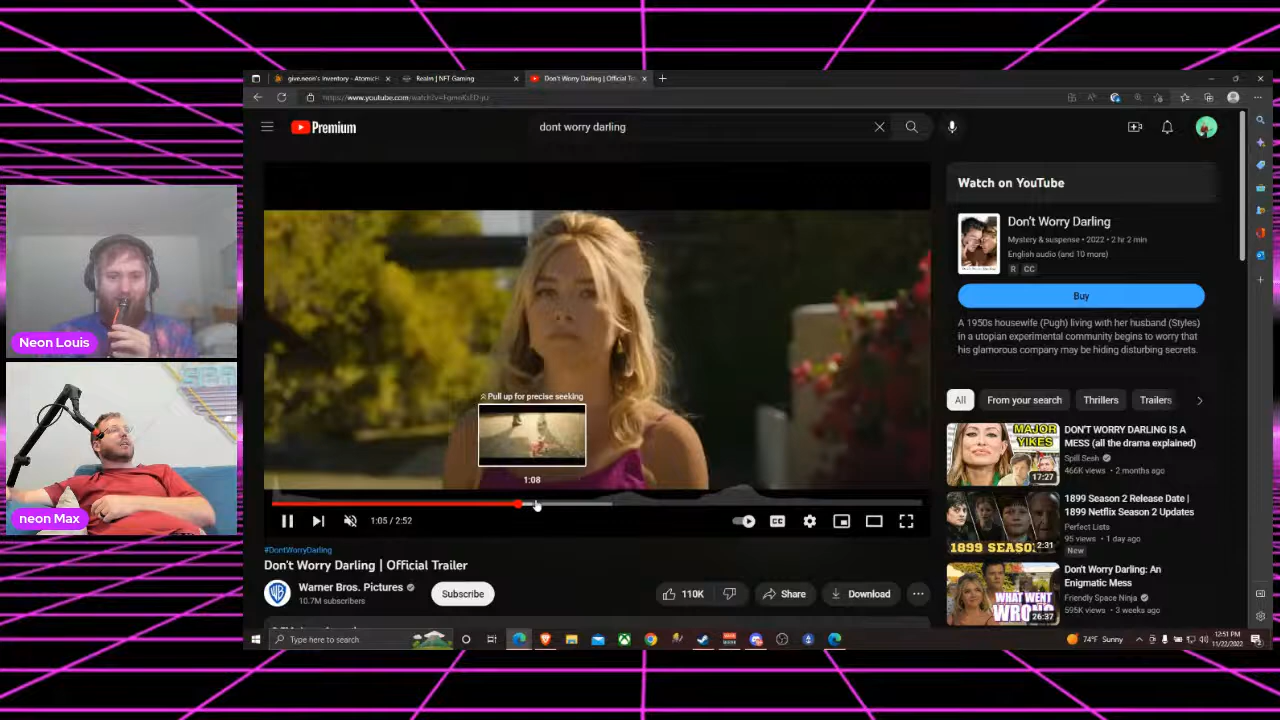 give.neon's Inventory - AtomicH
Realm | NFT Gaming
Don't Worry Darling | Official Tra
Premium
dont worry darling
Watch on YouTube
Don't Worry Darling
Mystery & suspense • 2022 • 2 hr 2 min
English audio (and 10 more)
R CC
Buy
A 1950s housewife (Pugh) living with her husband (Styles)
in a utopian experimental community begins to worry that
his glamorous company may be hiding disturbing secrets.
Neon Louis
neon Max
Pull up for precise seeking
1:08
1:05 / 2:52
CC
#DontWorryDarling
Don't Worry Darling | Official Trailer
Warner Bros. Pictures
10.7M subscribers
Subscribe
110K
Share
Download
All
From your search
Thrillers
Trailers
MAJOR
YIKES
17:27
DON'T WORRY DARLING IS A
MESS (all the drama explained)
Spill Sesh
466K views • 2 months ago
1899 SEASO
2:31
1899 Season 2 Release Date |
1899 Netflix Season 2 Updates
Perfect Lists
95 views • 1 day ago
New
WHAT WENT
WRONG
26:37
Don't Worry Darling: An
Enigmatic Mess
Friendly Space Ninja
595K views • 3 weeks ago
Type here to search
74°F Sunny
12:51 PM
11/22/2022